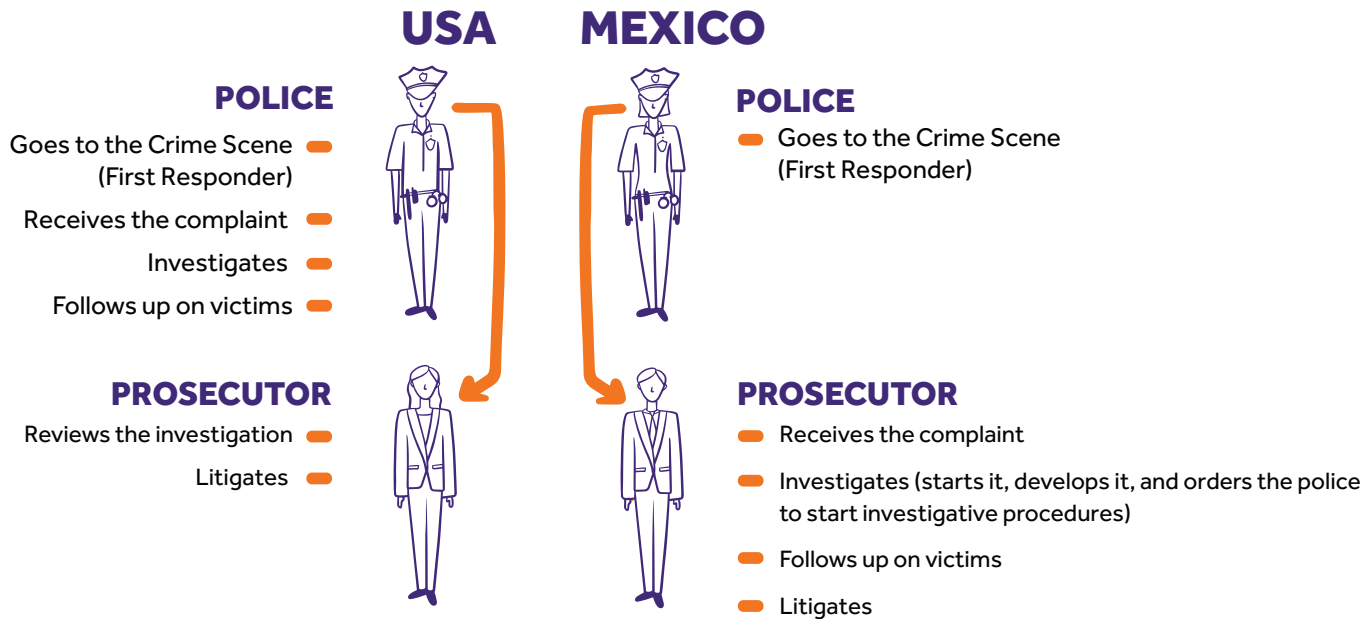 USA
POLICE
Goes to the Crime Scene
(First Responder)
Receives the complaint
Investigates
Follows up on victims
PROSECUTOR
Reviews the investigation
Litigates
MEXICO
POLICE
Goes to the Crime Scene
(First Responder)
PROSECUTOR
Receives the complaint
Investigates (starts it, develops it, and orders the police
to start investigative procedures)
Follows up on victims
Litigates